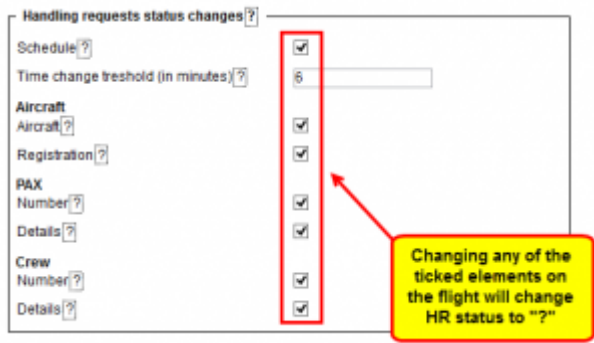 Handling requests status changes ?
Schedule ?
Time change treshold (in minutes) ? 6
Aircraft
Aircraft ?
Registration ?
PAX
Number ?
Details ?
Crew
Number ?
Details ?
Changing any of the
ticked elements on
the flight will change
HR status to "?"